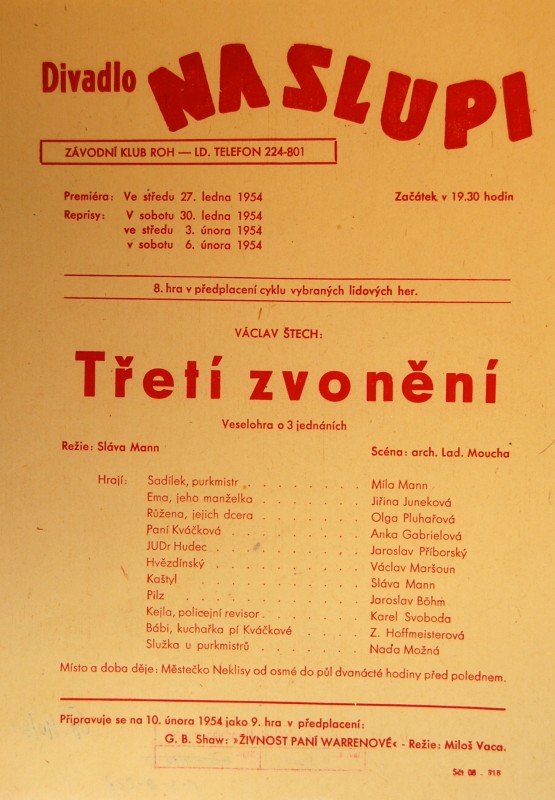 Divadlo NA SLUPI
ZÁVODNÍ KLUB ROH — LD. TELEFON 224-801
Premiéra: Ve středu 27. ledna 1954 Začátek v 19.30 hodin
Reprisy: V sobotu 30. ledna 1954
ve středu 3. února 1954
v sobotu 6. února 1954
8. hra v předplacení cyklu vybraných lidových her.
VÁCLAV ŠTECH:
Třetí zvonění
Veselohra o 3 jednáních
Režie: Sláva Mann Scéna: arch. Lad. Moucha
Hrají: Sadílek, purkmistr . . . . . . . Míla Mann
Ema, jeho manželka . . . . . . Jiřina Juneková
Růžena, jejich dcera . . . . . . Olga Pluhařová
Paní Kváčková . . . . . . . . Anka Gabrielová
JUDr Hudec . . . . . . . . . Jaroslav Příborský
Hvězdínský . . . . . . . . . Václav Maršoun
Kaštyl . . . . . . . . . . Sláva Mann
Pilz . . . . . . . . . . Jaroslav Böhm
Kejla, policejní revisor . . . . . . Karel Svoboda
Bábi, kuchařka pí Kváčkové . . . . Z. Hoffmeisterová
Služka u purkmistrů . . . . . . Naďa Možná
Místo a doba děje: Městečko Neklisy od osmé do půl dvanácté hodiny před polednem.
Připravuje se na 10. února 1954 jako 9. hra v předplacení:
G. B. Shaw: »ŽIVNOST PANÍ WARRENOVÉ« - Režie: Miloš Vaca.
Sčt 08 - 318